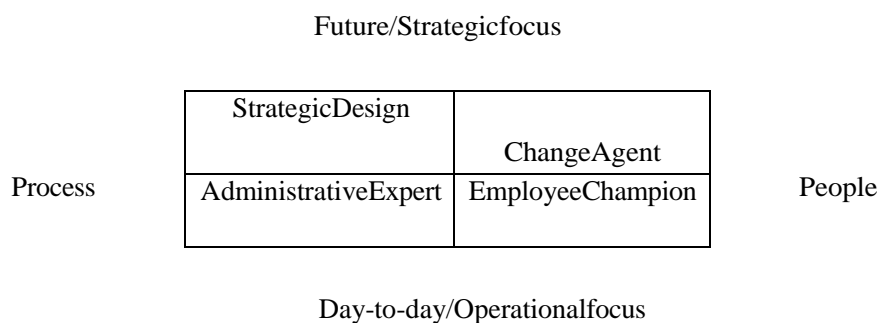 Future/Strategicfocus
StrategicDesign
ChangeAgent
Process AdministrativeExpert EmployeeChampion People
Day-to-day/Operationalfocus